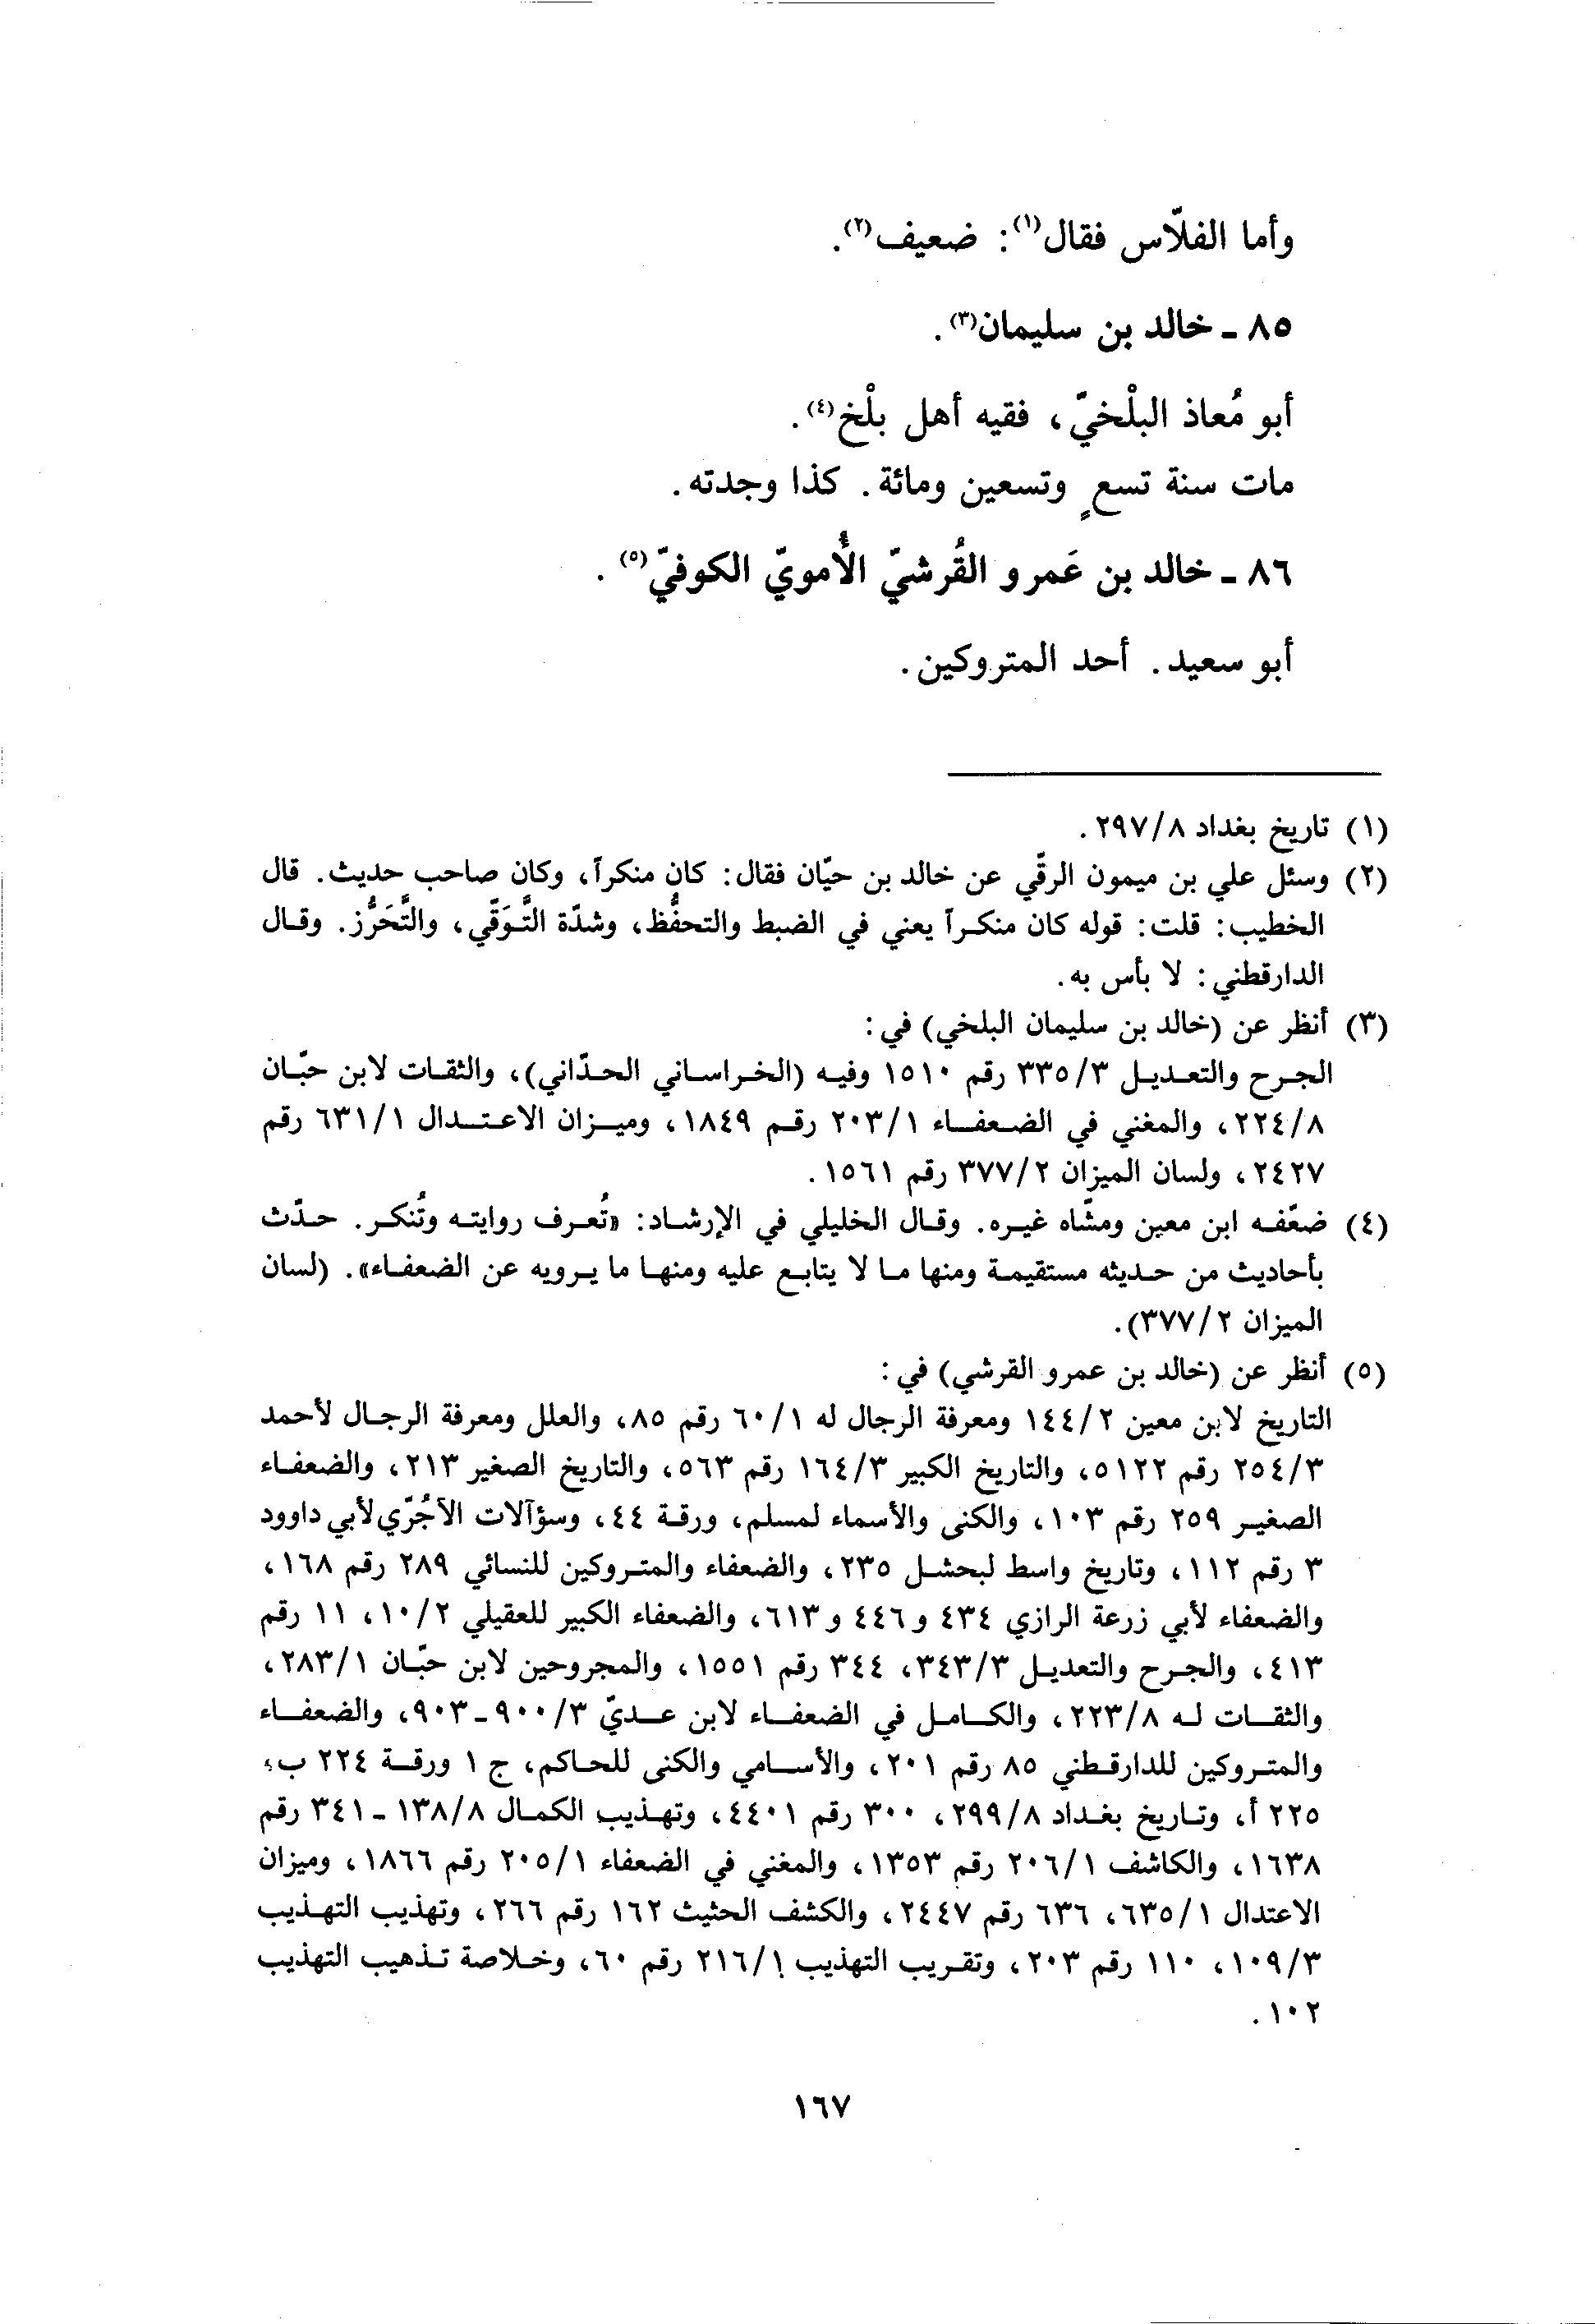 وأما الفلّاس فقال(١): ضعيف(٢).
٨٥ ـ خالد بن سليمان(٣).
أبو مُعاذ البلْخيّ، فقيه أهل بلْخ(٤).
مات سنة تسعٍ وتسعين ومائة. كذا وجدته.
٨٦ ـ خالد بن عَمرو القُرشيّ الأُمويّ الكوفيّ(٥).
أبو سعيد. أحد المتروكين.
(١) تاريخ بغداد ٢٩٧/٨.
(٢) وسئل علي بن ميمون الرقّي عن خالد بن حيّان فقال: كان منكراً، وكان صاحب حديث. قال
الخطيب: قلت: قوله كان منكراً يعني في الضبط والتحفُّظ، وشدّة التَّوَقّي، والتَّحَرُّز. وقال
الدارقطني: لا بأس به.
(٣) أنظر عن (خالد بن سليمان البلخي) في:
الجرح والتعديل ٣٣٥/٣ رقم ١٥١٠ وفيه (الخراساني الحدّاني)، والثقات لابن حبّان
٢٢٤/٨، والمغني في الضعفاء ٢٠٣/١ رقم ١٨٤٩، وميزان الاعتدال ٦٣١/١ رقم
٢٤٢٧، ولسان الميزان ٣٧٧/٢ رقم ١٥٦١.
(٤) ضعّفه ابن معين ومشّاه غيره. وقال الخليلي في الإرشاد: «تُعرف روايته وتُنكر. حدّث
بأحاديث من حديثه مستقيمة ومنها ما لا يتابع عليه ومنها ما يرويه عن الضعفاء». (لسان
الميزان ٣٧٧/٢).
(٥) أنظر عن (خالد بن عمرو القرشي) في:
التاريخ لابن معين ١٤٤/٢ ومعرفة الرجال له ٦٠/١ رقم ٨٥، والعلل ومعرفة الرجال لأحمد
٢٥٤/٣ رقم ٥١٢٢، والتاريخ الكبير ١٦٤/٣ رقم ٥٦٣، والتاريخ الصغير ٢١٣، والضعفاء
الصغير ٢٥٩ رقم ١٠٣، والكنى والأسماء لمسلم، ورقة ٤٤، وسؤآلات الآجُرّي لأبي داوود
٣ رقم ١١٢، وتاريخ واسط لبحشل ٢٣٥، والضعفاء والمتروكين للنسائي ٢٨٩ رقم ١٦٨،
والضعفاء لأبي زرعة الرازي ٤٣٤ و٤٤٦ و٦١٣، والضعفاء الكبير للعقيلي ١٠/٢، ١١ رقم
٤١٣، والجرح والتعديل ٣٤٣/٣، ٣٤٤ رقم ١٥٥١، والمجروحين لابن حبّان ٢٨٣/١،
والثقات له ٢٢٣/٨، والكامل في الضعفاء لابن عديّ ٩٠٠/٣ـ٩٠٣، والضعفاء
والمتروكين للدارقطني ٨٥ رقم ٢٠١، والأسامي والكنى للحاكم، ج ١ ورقة ٢٢٤ ب،
٢٢٥ أ، وتاريخ بغداد ٢٩٩/٨، ٣٠٠ رقم ٤٤٠١، وتهذيب الكمال ١٣٨/٨ ـ ٣٤١ رقم
١٦٣٨، والكاشف ٢٠٦/١ رقم ١٣٥٣، والمغني في الضعفاء ٢٠٥/١ رقم ١٨٦٦، وميزان
الاعتدال ٦٣٥/١، ٦٣٦ رقم ٢٤٤٧، والكشف الحثيث ١٦٢ رقم ٢٦٦، وتهذيب التهذيب
١٠٩/٣، ١١٠ رقم ٢٠٣، وتقريب التهذيب ٢١٦/١ رقم ٦٠، وخلاصة تذهيب التهذيب
١٠٢.
١٦٧